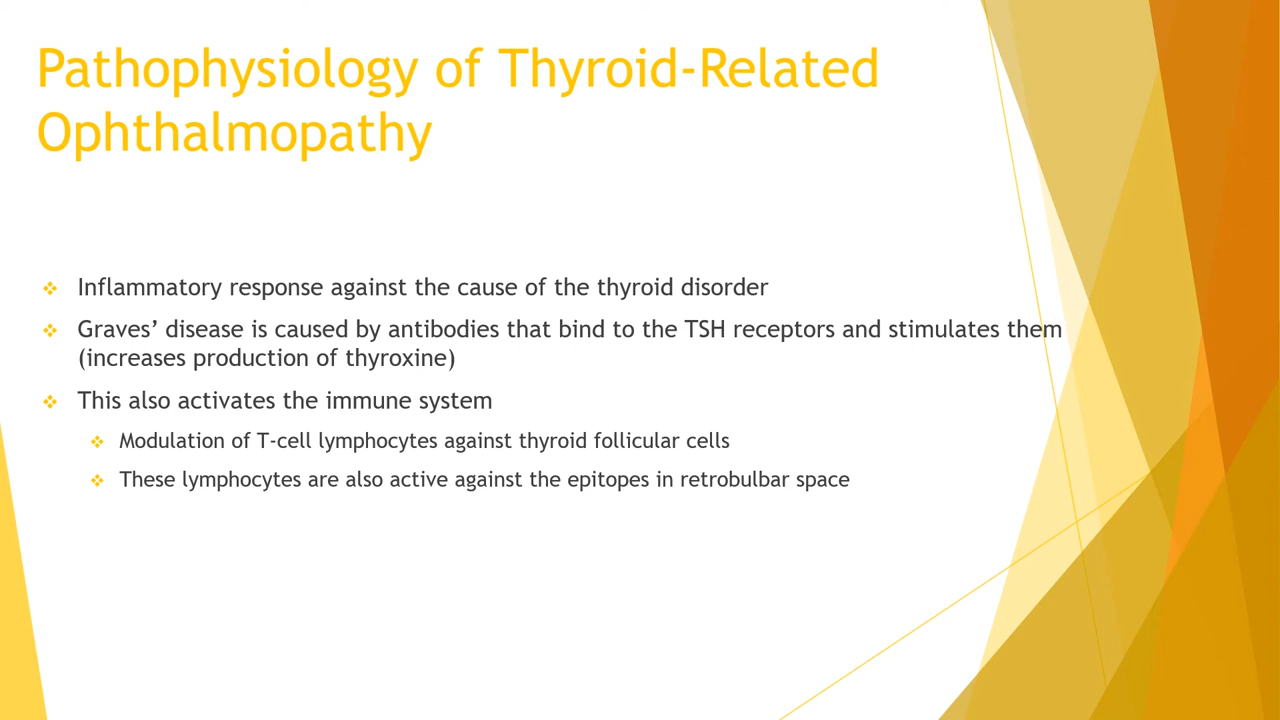 Pathophysiology of Thyroid-Related
Ophthalmopathy
Inflammatory response against the cause of the thyroid disorder
Graves’ disease is caused by antibodies that bind to the TSH receptors and stimulates them
(increases production of thyroxine)
This also activates the immune system
Modulation of T-cell lymphocytes against thyroid follicular cells
These lymphocytes are also active against the epitopes in retrobulbar space